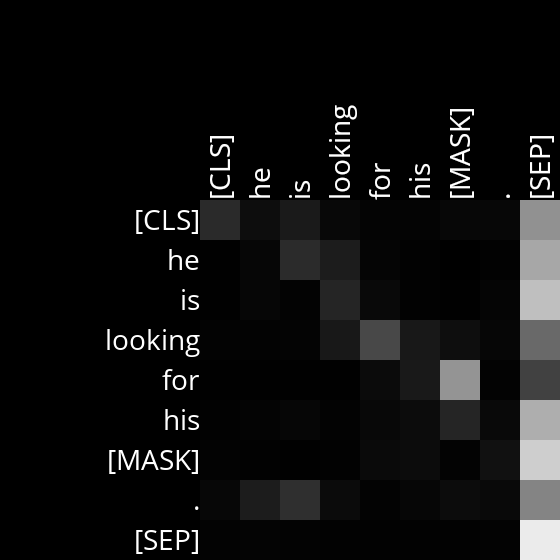 [CLS] he is looking for his [MASK] . [SEP]
[CLS]
he
is
looking
for
his
[MASK]
.
[SEP]